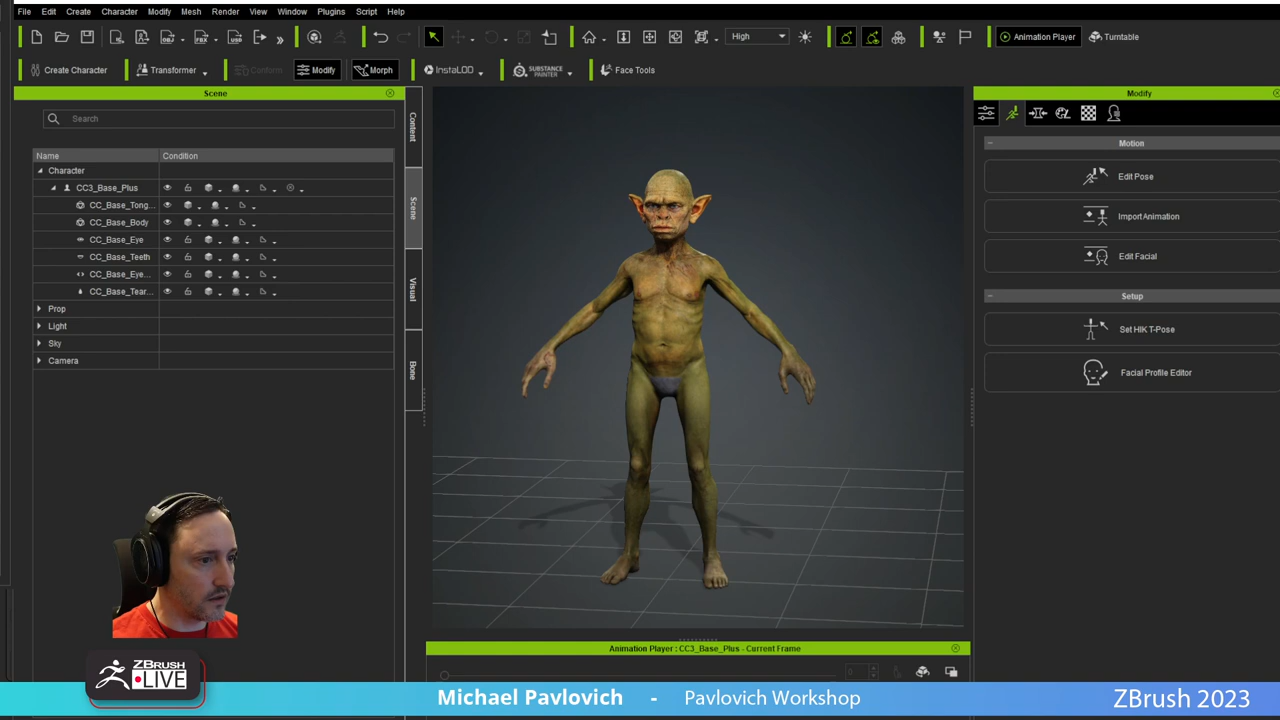 File Edit Create Character Modify Mesh Render View Window Plugins Script Help
High Animation Player Turntable
Create Character Transformer Conform Modify Morph InstaLOD SUBSTANCE PAINTER Face Tools
Scene
Search
Name Condition
Character
CC3_Base_Plus
CC_Base_Tong...
CC_Base_Body
CC_Base_Eye
CC_Base_Teeth
CC_Base_Eye...
CC_Base_Tear...
Prop
Light
Sky
Camera
Content
Scene
Visual
Bone
Modify
Motion
Edit Pose
Import Animation
Edit Facial
Setup
Set HIK T-Pose
Facial Profile Editor
Animation Player : CC3_Base_Plus - Current Frame
ZBRUSH
LIVE
Michael Pavlovich - Pavlovich Workshop ZBrush 2023